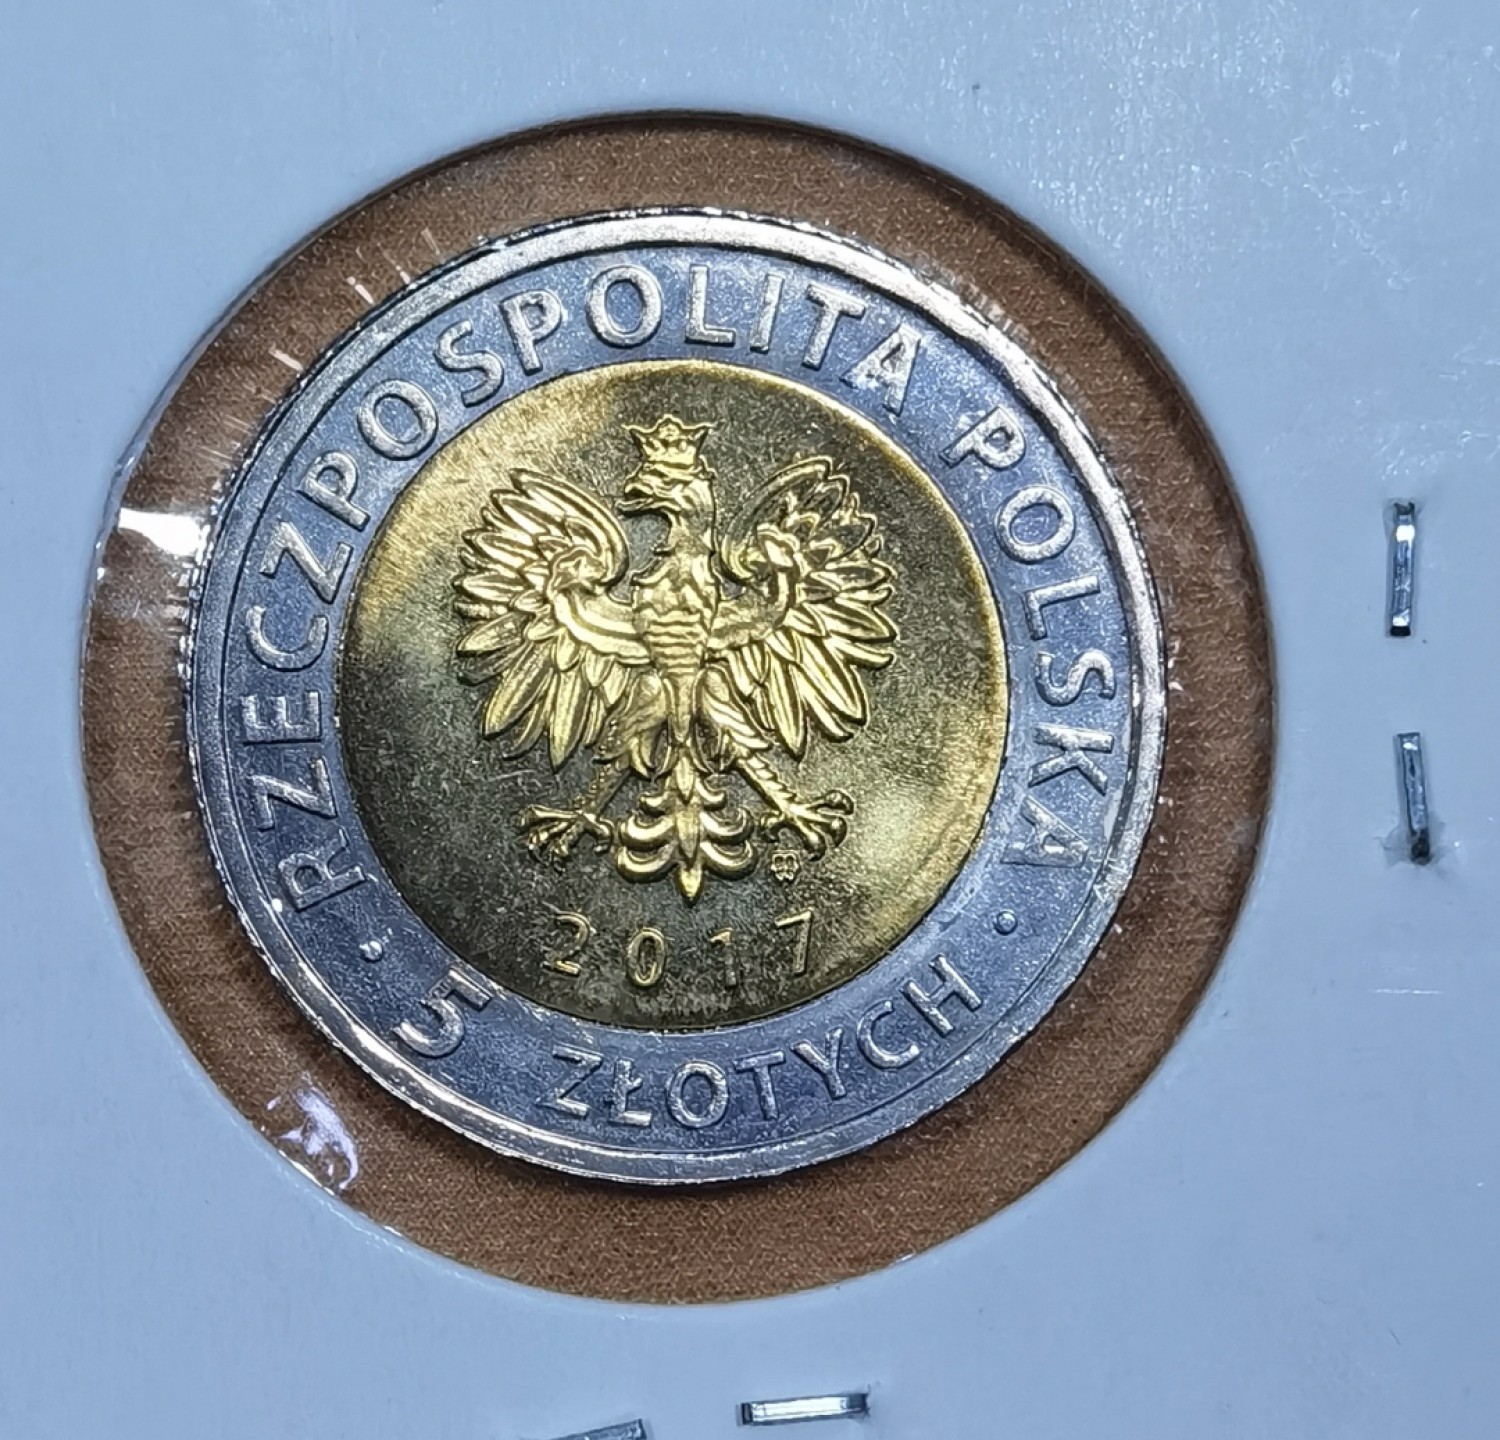 RZECZPOSPOLITA POLSKA
2017
• 5 ZŁOTYCH •